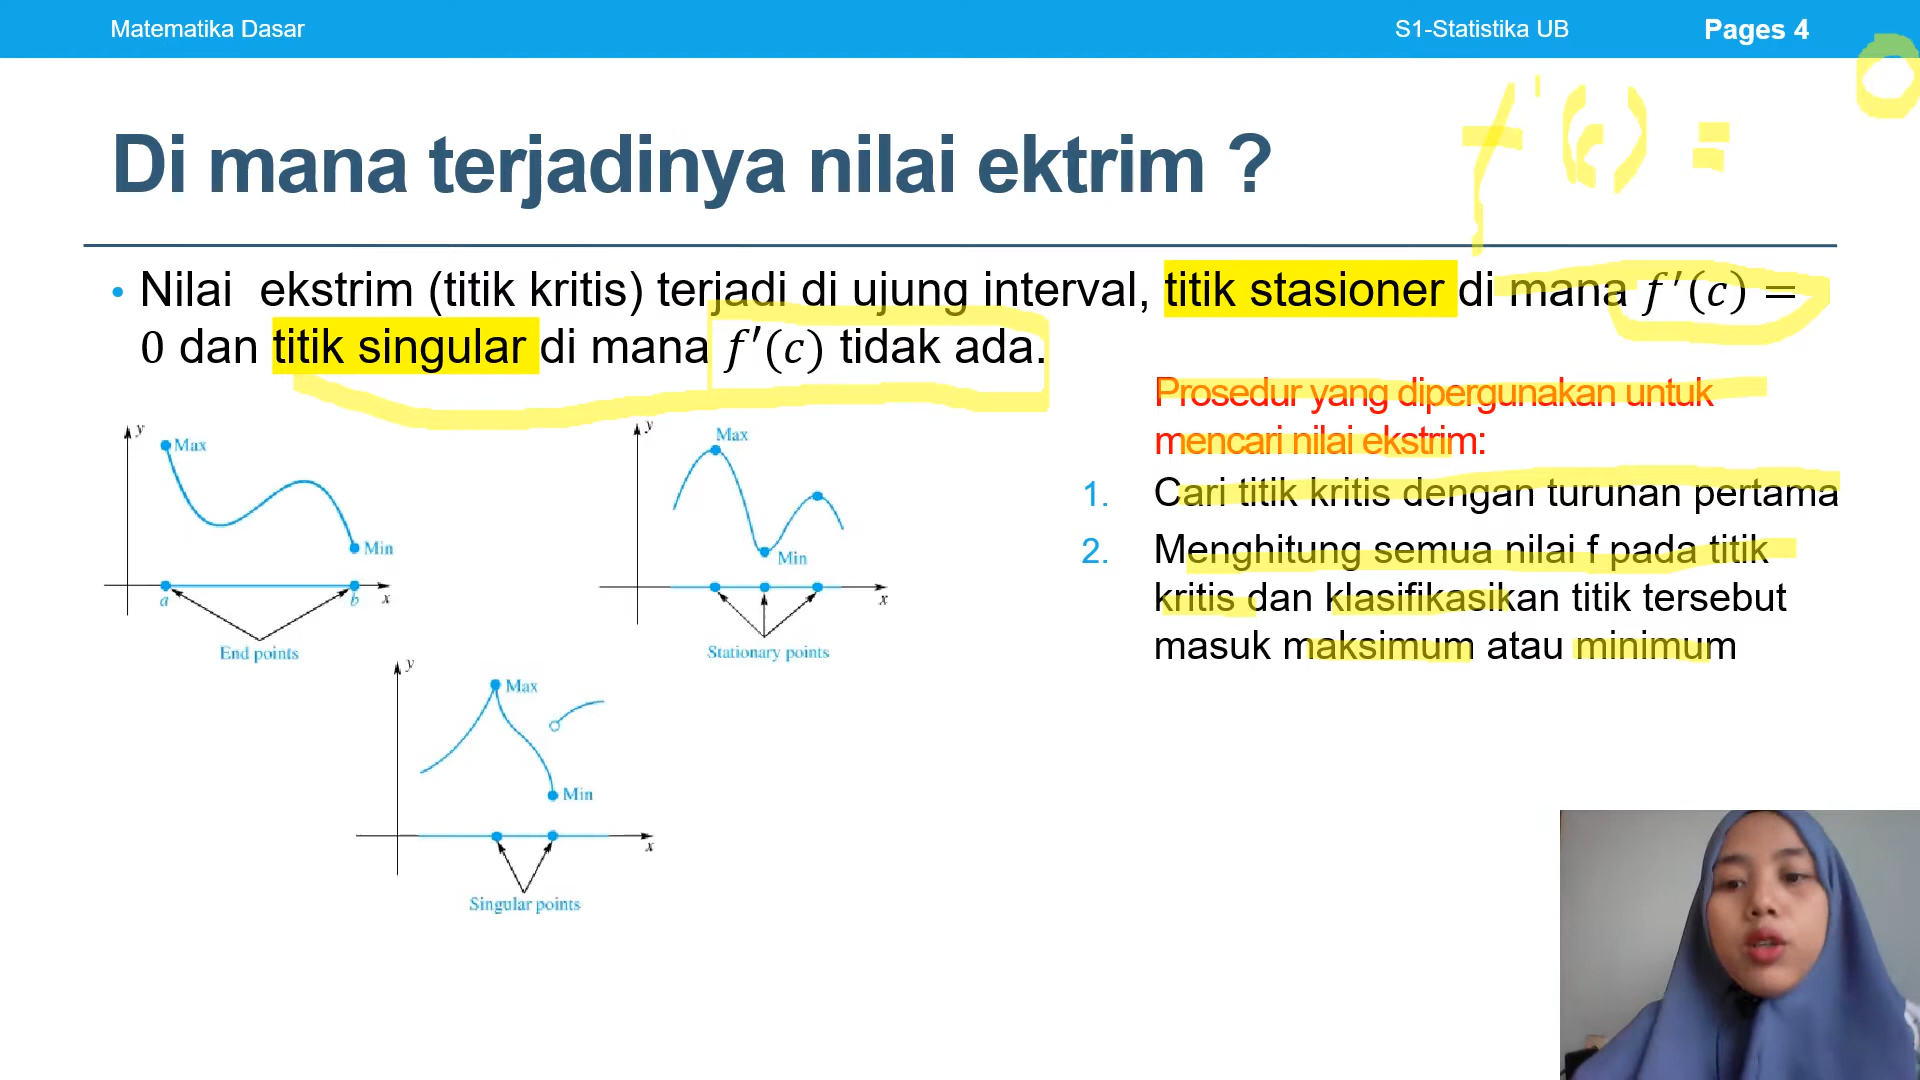 Matematika Dasar
S1-Statistika UB
Pages 4
f'(c) = 0
Di mana terjadinya nilai ektrim ?
• Nilai ekstrim (titik kritis) terjadi di ujung interval, titik stasioner di mana f′(c) =
0 dan titik singular di mana f′(c) tidak ada.
Prosedur yang dipergunakan untuk
mencari nilai ekstrim:
1. Cari titik kritis dengan turunan pertama
2. Menghitung semua nilai f pada titik
kritis dan klasifikasikan titik tersebut
masuk maksimum atau minimum
y
Max
Min
a
b
x
End points
y
Max
Min
x
Stationary points
y
Max
Min
x
Singular points